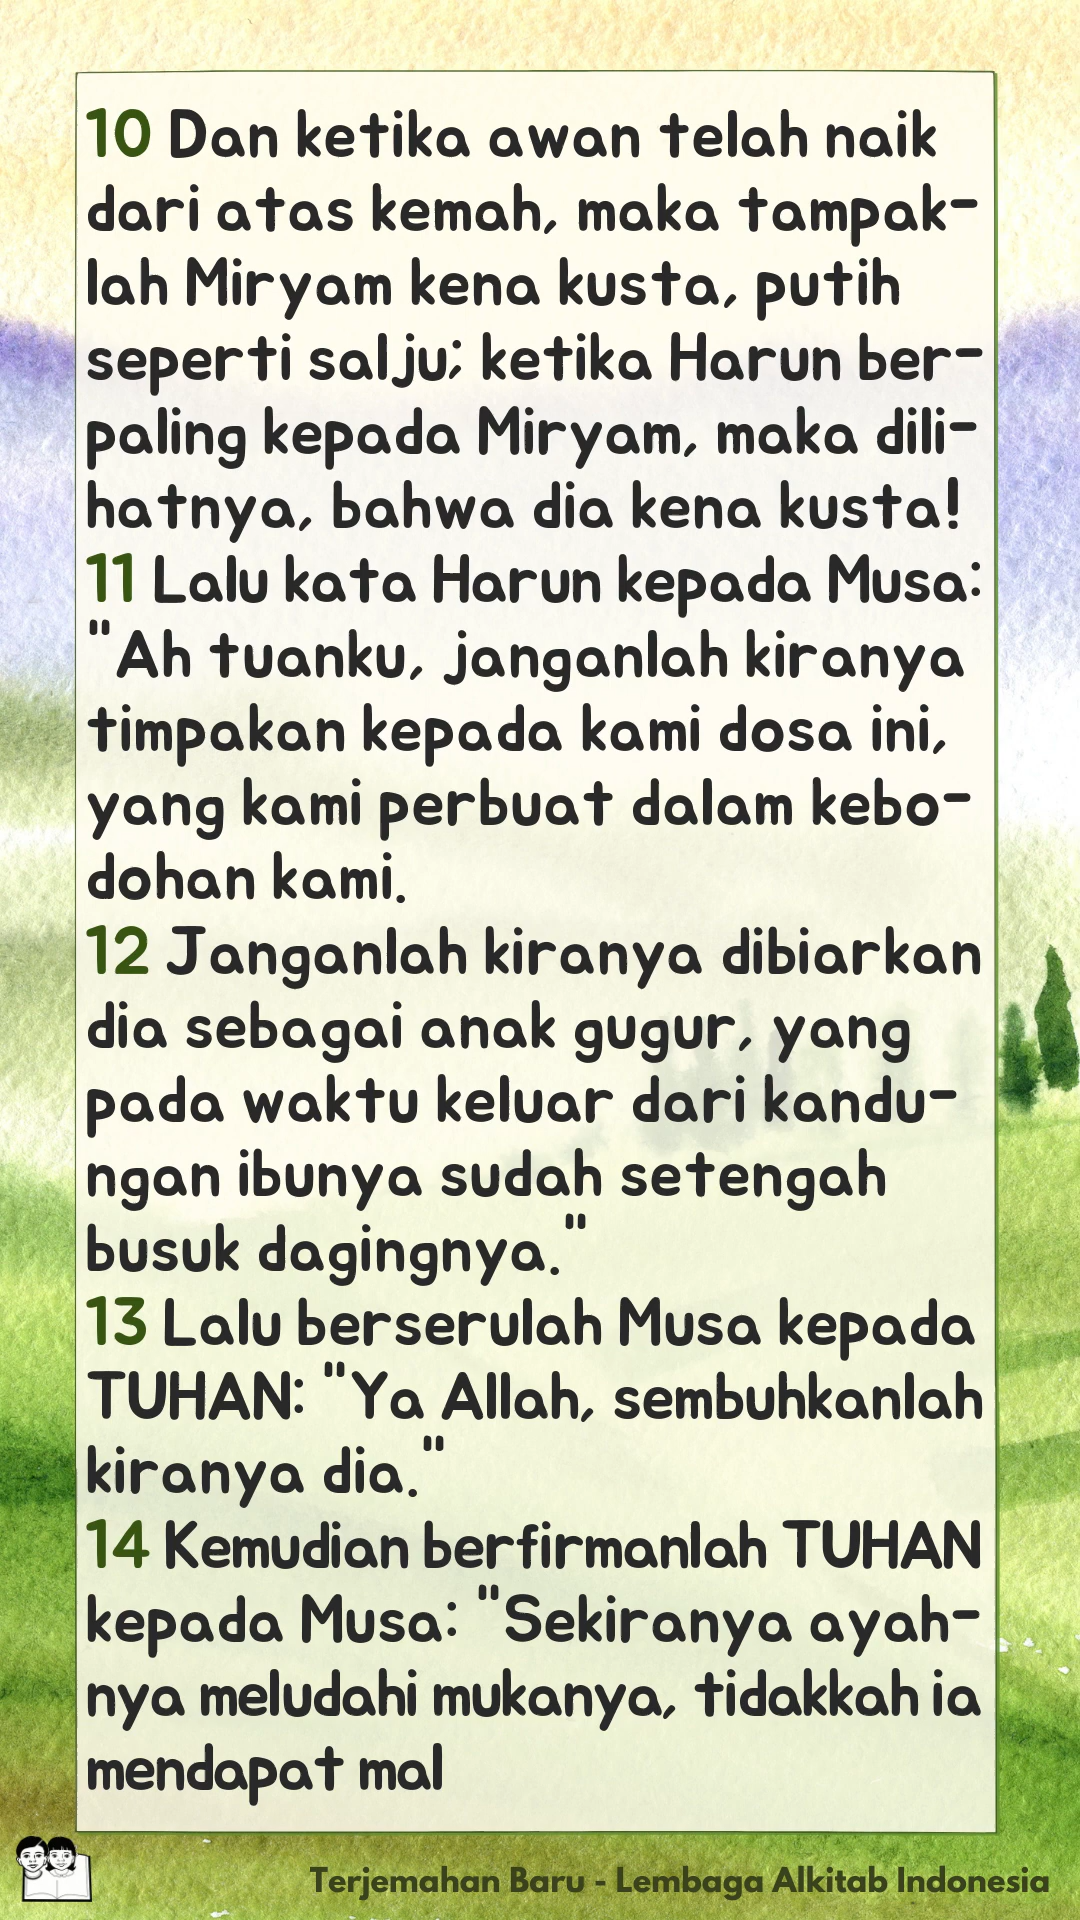 10 Dan ketika awan telah naik
dari atas kemah, maka tampak-
lah Miryam kena kusta, putih
seperti salju; ketika Harun ber-
paling kepada Miryam, maka dili-
hatnya, bahwa dia kena kusta!
11 Lalu kata Harun kepada Musa:
"Ah tuanku, janganlah kiranya
timpakan kepada kami dosa ini,
yang kami perbuat dalam kebo-
dohan kami.
12 Janganlah kiranya dibiarkan
dia sebagai anak gugur, yang
pada waktu keluar dari kandu-
ngan ibunya sudah setengah
busuk dagingnya."
13 Lalu berserulah Musa kepada
TUHAN: "Ya Allah, sembuhkanlah
kiranya dia."
14 Kemudian berfirmanlah TUHAN
kepada Musa: "Sekiranya ayah-
nya meludahi mukanya, tidakkah ia
mendapat mal
Terjemahan Baru - Lembaga Alkitab Indonesia